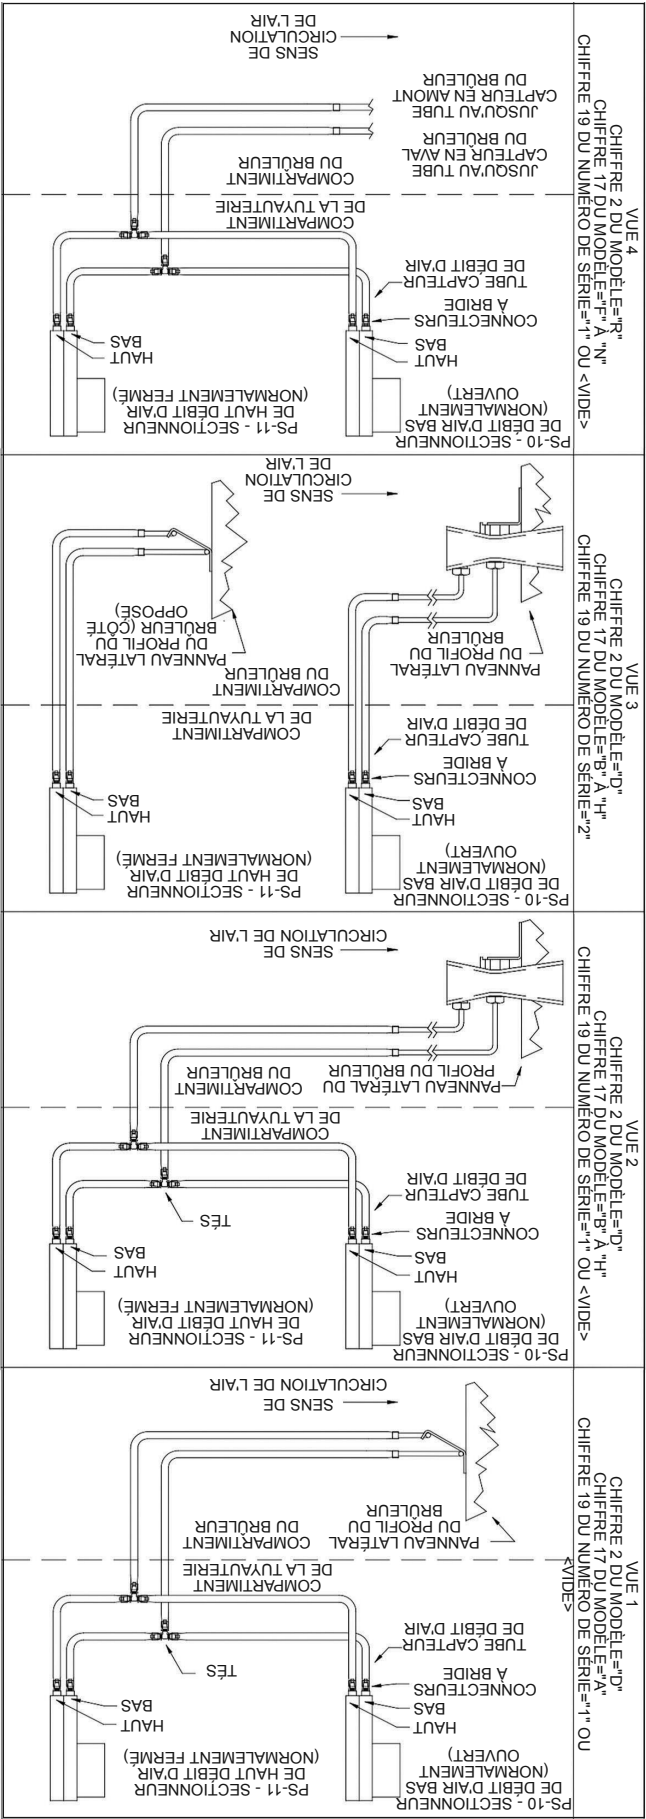 VUE 1
CHIFFRE 2 DU MODÈLE="D"
CHIFFRE 17 DU MODÈLE="A"
CHIFFRE 19 DU NUMÉRO DE SÉRIE="1" OU
<VIDE>
PS-10 - SECTIONNEUR
DE DÉBIT D'AIR BAS
(NORMALEMENT
OUVERT)
PS-11 - SECTIONNEUR
DE HAUT DÉBIT D'AIR,
(NORMALEMENT FERMÉ)
HAUT
BAS
HAUT
BAS
CONNECTEURS
À BRIDE
TUBE CAPTEUR
DE DÉBIT D'AIR
TÉS
COMPARTIMENT
DE LA TUYAUTERIE
COMPARTIMENT
DU BRÛLEUR
PANNEAU LATÉRAL
DU PROFIL DU
BRÛLEUR
SENS DE
CIRCULATION DE L'AIR
VUE 2
CHIFFRE 2 DU MODÈLE="D"
CHIFFRE 17 DU MODÈLE="B" À "H"
CHIFFRE 19 DU NUMÉRO DE SÉRIE="1" OU <VIDE>
PS-10 - SECTIONNEUR
DE DÉBIT D'AIR BAS
(NORMALEMENT
OUVERT)
PS-11 - SECTIONNEUR
DE HAUT DÉBIT D'AIR,
(NORMALEMENT FERMÉ)
HAUT
BAS
HAUT
BAS
CONNECTEURS
À BRIDE
TUBE CAPTEUR
DE DÉBIT D'AIR
TÉS
COMPARTIMENT
DE LA TUYAUTERIE
COMPARTIMENT
DU BRÛLEUR
PANNEAU LATÉRAL DU
PROFIL DU BRÛLEUR
SENS DE
CIRCULATION DE L'AIR
VUE 3
CHIFFRE 2 DU MODÈLE="D"
CHIFFRE 17 DU MODÈLE="B" À "H"
CHIFFRE 19 DU NUMÉRO DE SÉRIE="2"
PS-10 - SECTIONNEUR
DE DÉBIT D'AIR BAS
(NORMALEMENT
OUVERT)
PS-11 - SECTIONNEUR
DE HAUT DÉBIT D'AIR,
(NORMALEMENT FERMÉ)
HAUT
BAS
HAUT
BAS
CONNECTEURS
À BRIDE
TUBE CAPTEUR
DE DÉBIT D'AIR
COMPARTIMENT
DE LA TUYAUTERIE
COMPARTIMENT
DU BRÛLEUR
PANNEAU LATÉRAL
DU PROFIL DU
BRÛLEUR
PANNEAU LATÉRAL
DU PROFIL DU
BRÛLEUR (CÔTÉ
OPPOSÉ)
SENS DE
CIRCULATION
DE L'AIR
VUE 4
CHIFFRE 2 DU MODÈLE="R"
CHIFFRE 17 DU MODÈLE="F" À "N"
CHIFFRE 19 DU NUMÉRO DE SÉRIE="1" OU <VIDE>
PS-10 - SECTIONNEUR
DE DÉBIT D'AIR BAS
(NORMALEMENT
OUVERT)
PS-11 - SECTIONNEUR
DE HAUT DÉBIT D'AIR,
(NORMALEMENT FERMÉ)
HAUT
BAS
HAUT
BAS
CONNECTEURS
À BRIDE
TUBE CAPTEUR
DE DÉBIT D'AIR
COMPARTIMENT
DE LA TUYAUTERIE
COMPARTIMENT
DU BRÛLEUR
JUSQU'AU TUBE
CAPTEUR EN AVAL
DU BRÛLEUR
JUSQU'AU TUBE
CAPTEUR EN AMONT
DU BRÛLEUR
SENS DE
CIRCULATION
DE L'AIR